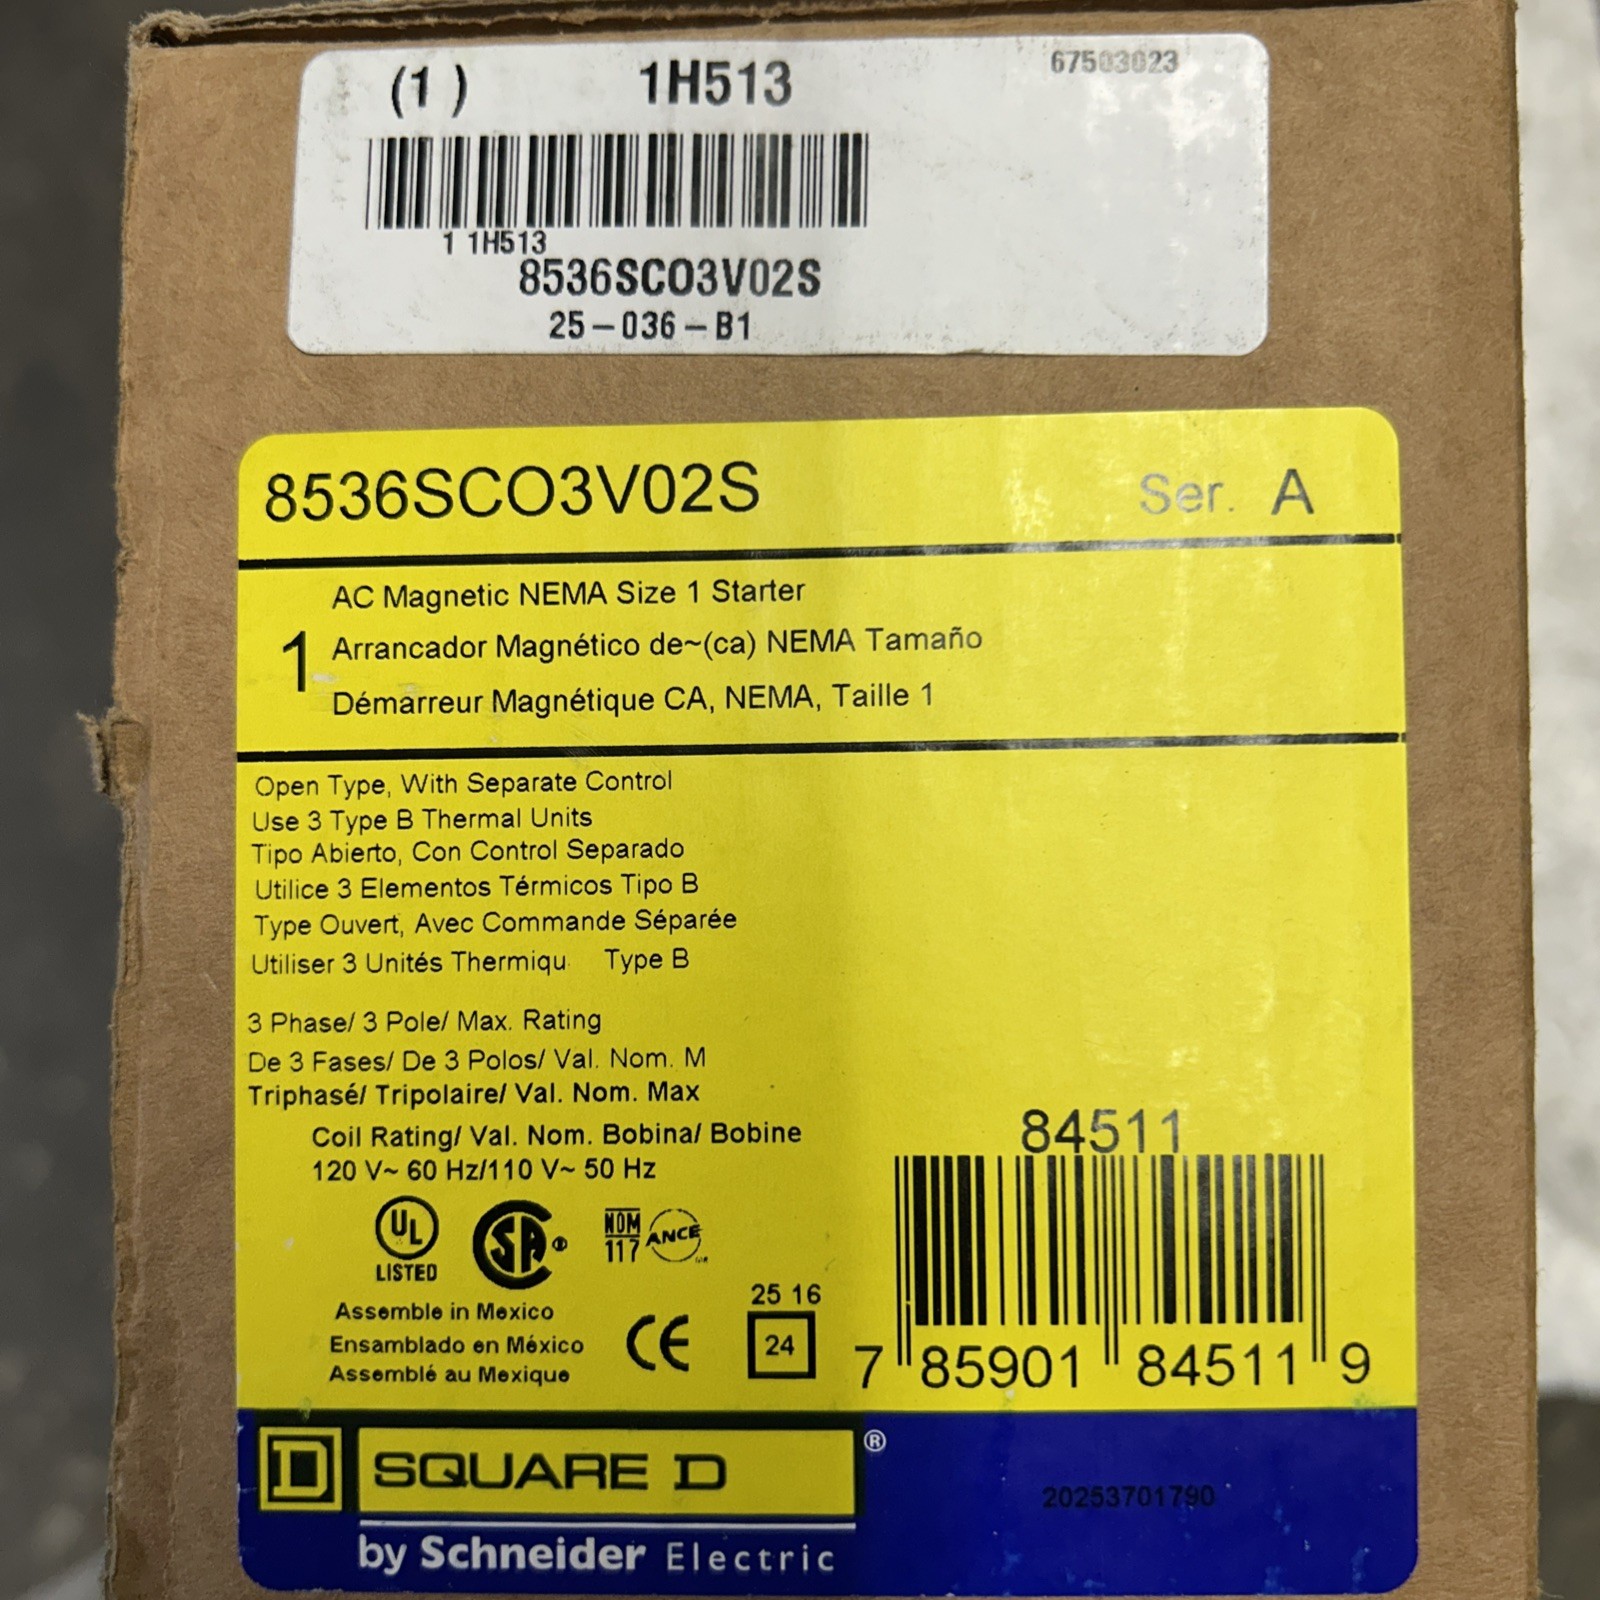 (1 ) 1H513 67503023
1 1H513
8536SCO3V02S
25-036-B1
8536SCO3V02S Ser. A
1
AC Magnetic NEMA Size 1 Starter
Arrancador Magnético de~(ca) NEMA Tamaño
Démarreur Magnétique CA, NEMA, Taille 1
Open Type, With Separate Control
Use 3 Type B Thermal Units
Tipo Abierto, Con Control Separado
Utilice 3 Elementos Térmicos Tipo B
Type Ouvert, Avec Commande Séparée
Utiliser 3 Unités Thermiqu Type B
3 Phase/ 3 Pole/ Max. Rating
De 3 Fases/ De 3 Polos/ Val. Nom. M
Triphasé/ Tripolaire/ Val. Nom. Max
Coil Rating/ Val. Nom. Bobina/ Bobine
120 V~ 60 Hz/110 V~ 50 Hz
84511
UL
LISTED
SA ®
NOM
117
ANCE
Assemble in Mexico
Ensamblado en México
Assemblé au Mexique
CE
25 16
24
7 85901 84511 9
D SQUARE D ®
by Schneider Electric
20253701790